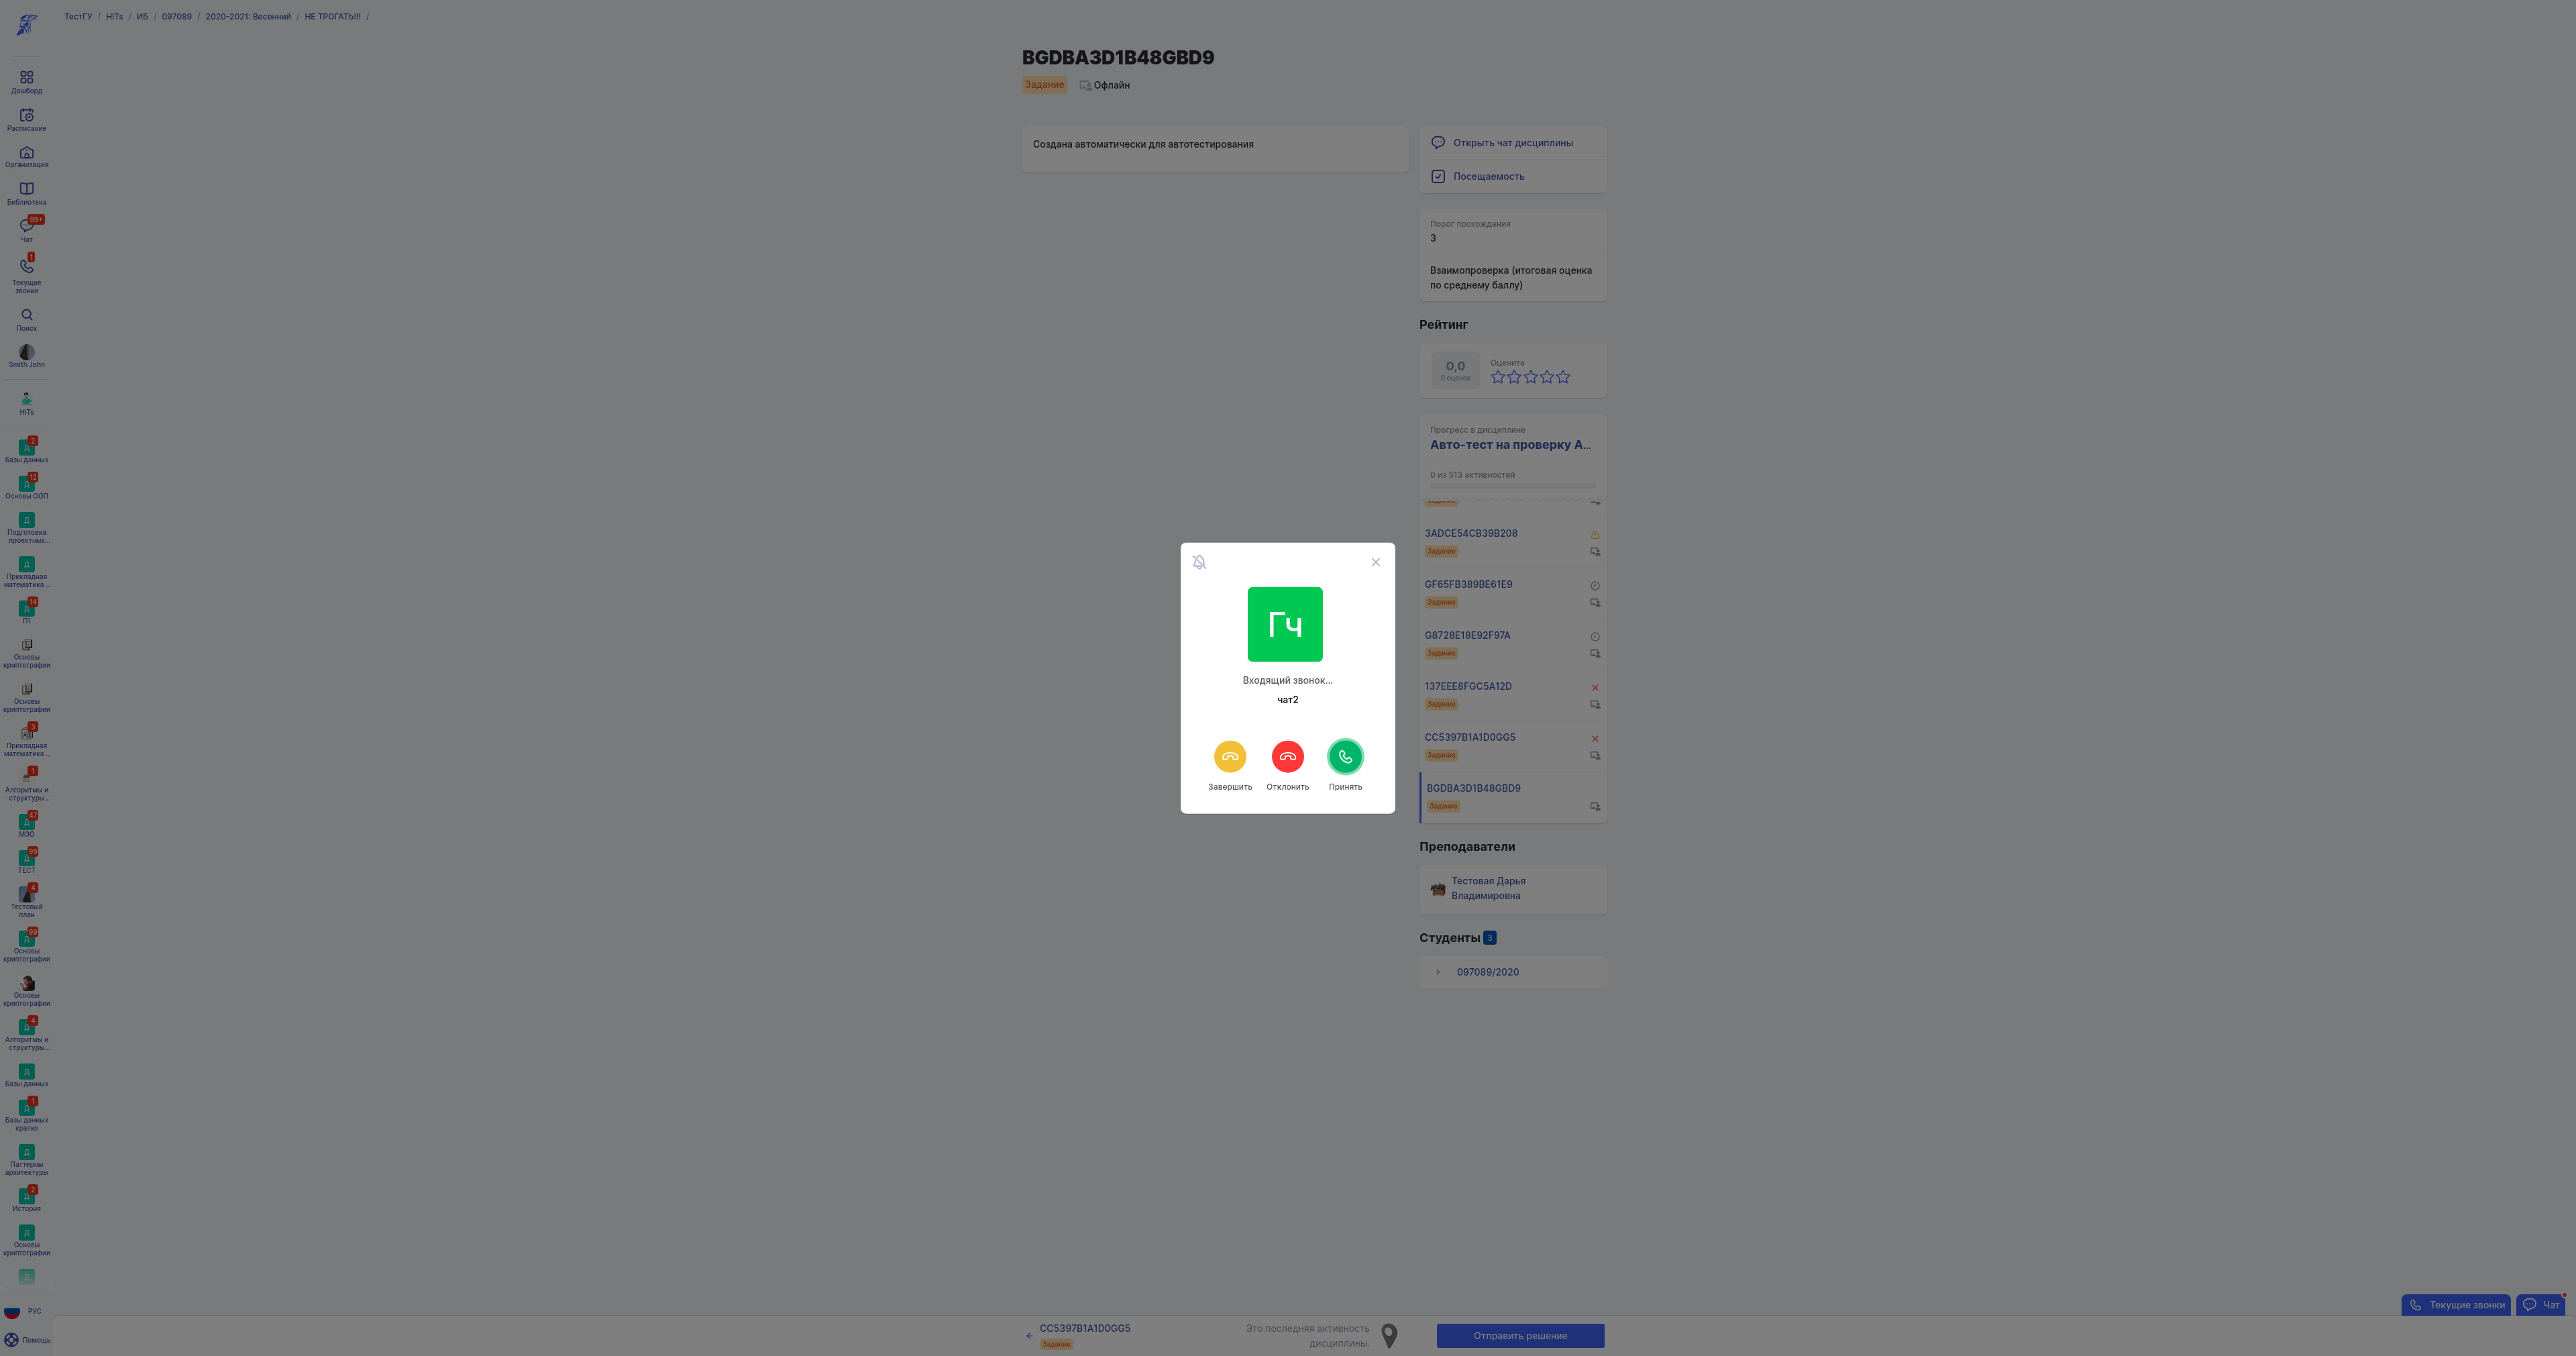 ТестГУ / HITs / ИБ / 097089 / 2020-2021: Весенний / НЕ ТРОГАТЬ!!! /
Дашборд
Расписание
Организация
Библиотека
99+
Чат
1
Текущие
звонки
Поиск
Smith John
HITs
2
Д
Базы данных
12
Д
Основы ООП
Д
Подготовка
проектных...
Д
Прикладная
математика ...
14
Д
П1
Основы
криптографии
Основы
криптографии
3
Прикладная
математика ...
1
Алгоритмы и
структуры...
47
Д
МЭО
99
Д
ТЕСТ
4
Тестовый
план
99
Д
Основы
криптографии
Основы
криптографии
4
Д
Алгоритмы и
структуры...
Д
Базы данных
1
Д
Базы данных
кратко
Д
Паттерны
архитектуры
2
Д
История
Д
Основы
криптографии
Д
РУС
Помощь
BGDBA3D1B48GBD9
Задание
Офлайн
Создана автоматически для автотестирования
Открыть чат дисциплины
Посещаемость
Порог прохождения
3
Взаимопроверка (итоговая оценка
по среднему баллу)
Рейтинг
0,0
0 оценок
Оцените
Прогресс в дисциплине
Авто-тест на проверку А...
0 из 513 активностей
3ADCE54CB39B208
Задание
GF65FB389BE61E9
Задание
G8728E18E92F97A
Задание
137EEE8FGC5A12D
Задание
CC5397B1A1D0GG5
Задание
BGDBA3D1B48GBD9
Задание
Преподаватели
Тестовая Дарья
Владимировна
Студенты 3
097089/2020
Гч
Входящий звонок...
чат2
Завершить
Отклонить
Принять
CC5397B1A1D0GG5
Задание
Это последняя активность
дисциплины.
Отправить решение
Текущие звонки
Чат